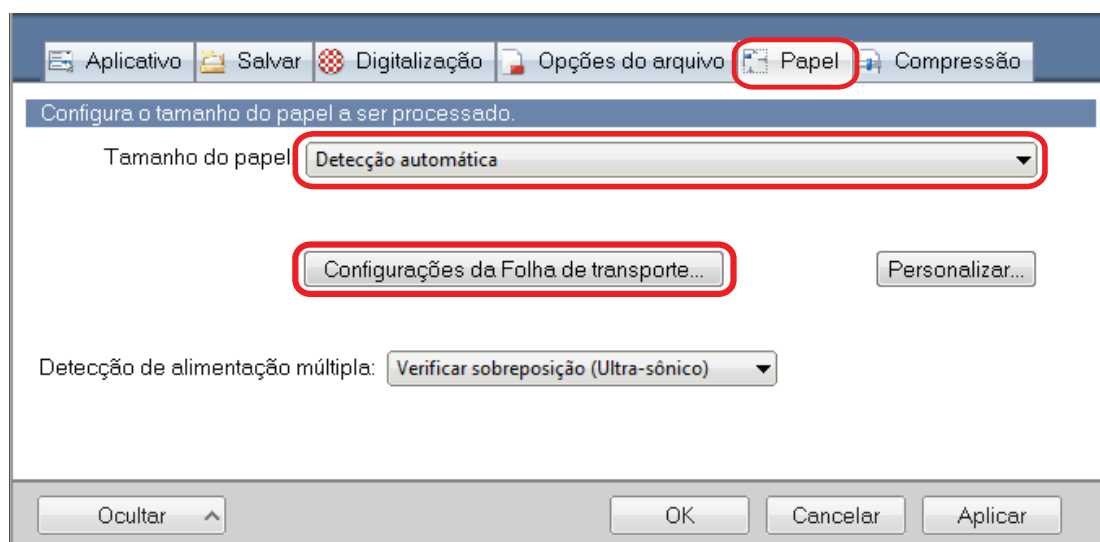 Aplicativo Salvar Digitalização Opções do arquivo Papel Compressão
Configura o tamanho do papel a ser processado.
Tamanho do papel: Detecção automática
Configurações da Folha de transporte... Personalizar...
Detecção de alimentação múltipla: Verificar sobreposição (Ultra-sônico)
Ocultar OK Cancelar Aplicar